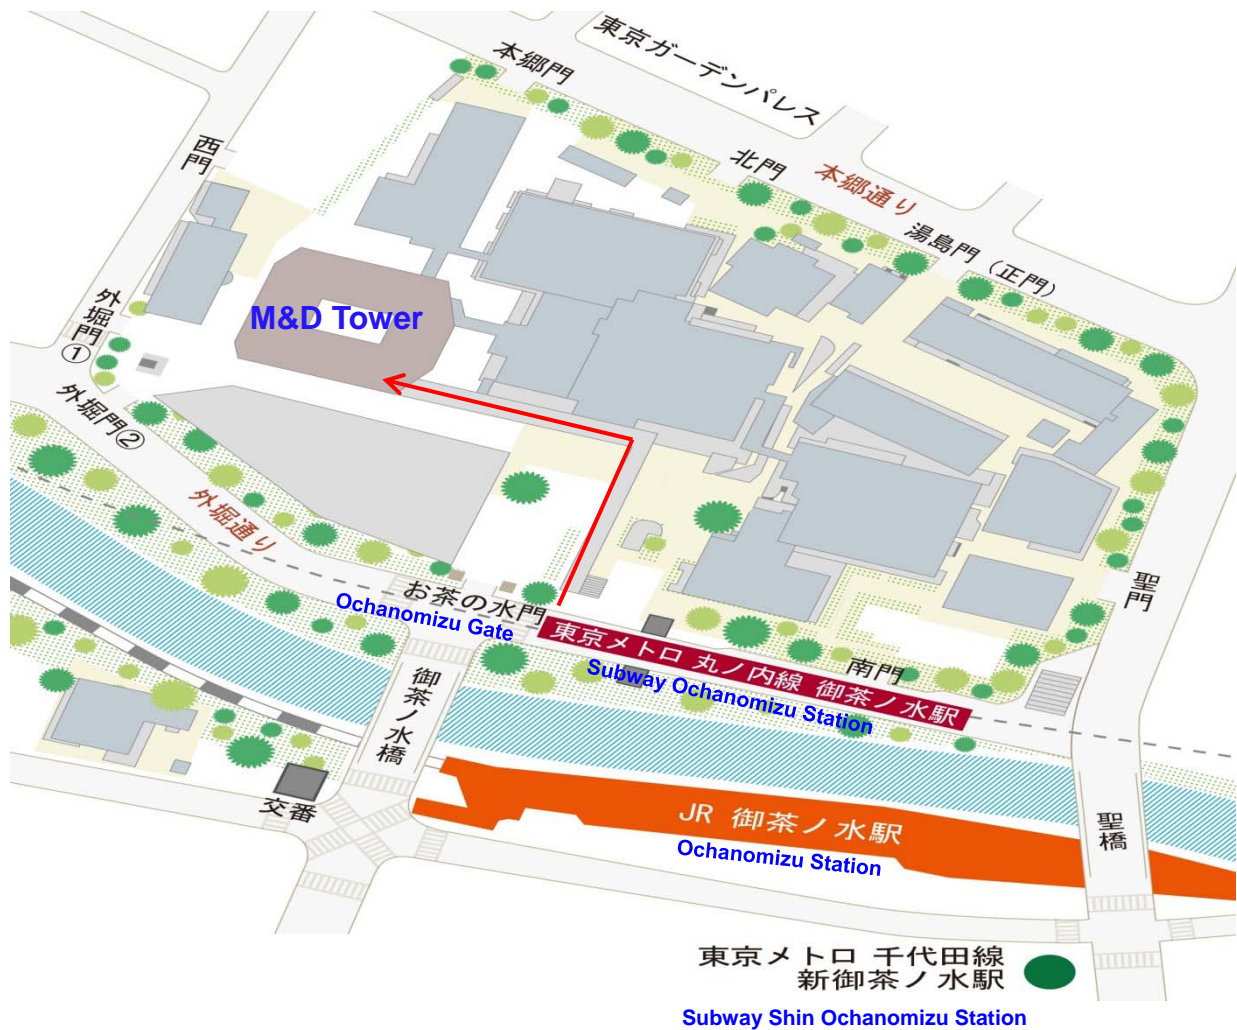 東京ガーデンパレス
本郷門
西門
北門
本郷通り
湯島門（正門）
外堀門①
M&D Tower
外堀門②
外堀通り
お茶の水門
Ochanomizu Gate
聖門
東京メトロ 丸ノ内線 御茶ノ水駅
Subway Ochanomizu Station
南門
御茶ノ水橋
交番
JR 御茶ノ水駅
Ochanomizu Station
聖橋
東京メトロ 千代田線
新御茶ノ水駅
Subway Shin Ochanomizu Station